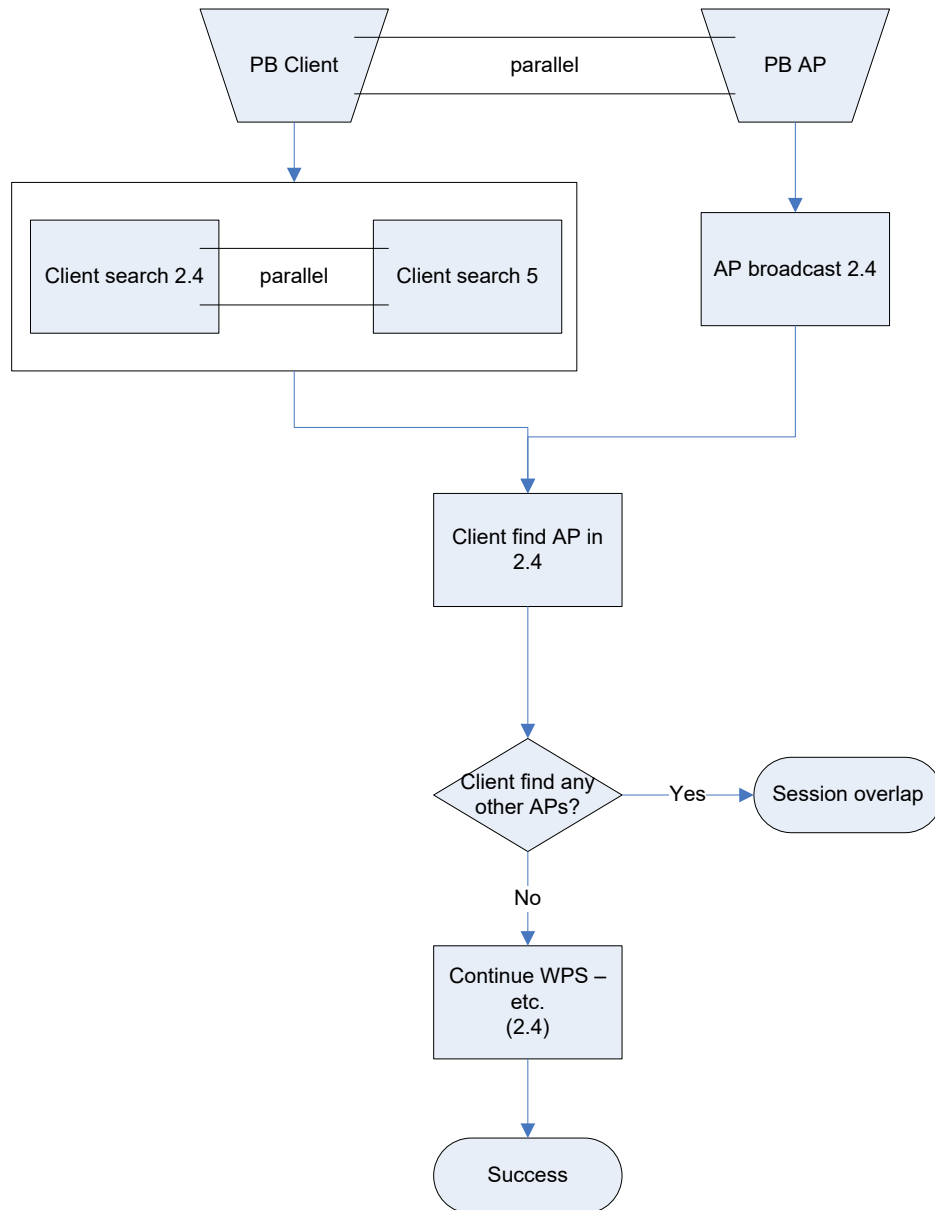 PB Client
parallel
PB AP
Client search 2.4
parallel
Client search 5
AP broadcast 2.4
Client find AP in
2.4
Client find any
other APs?
Yes
Session overlap
No
Continue WPS –
etc.
(2.4)
Success